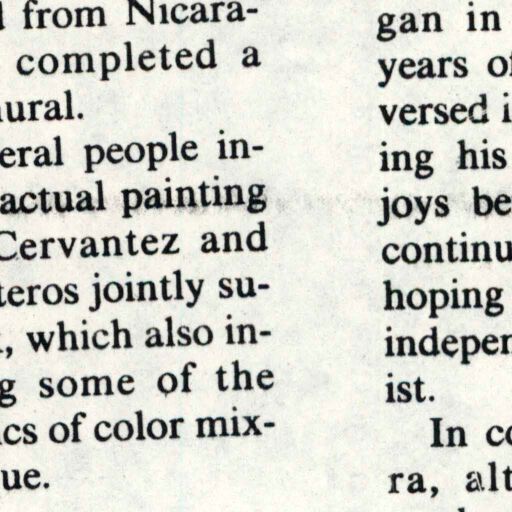 from Nicara-
completed a
ural.
eral people in-
actual painting
Cervantez and
teros jointly su-
, which also in-
g some of the
ics of color mix-
ue.
gan in
years of
versed i
ing his
joys be
continu
hoping
indepen
ist.
In co
ra, alt